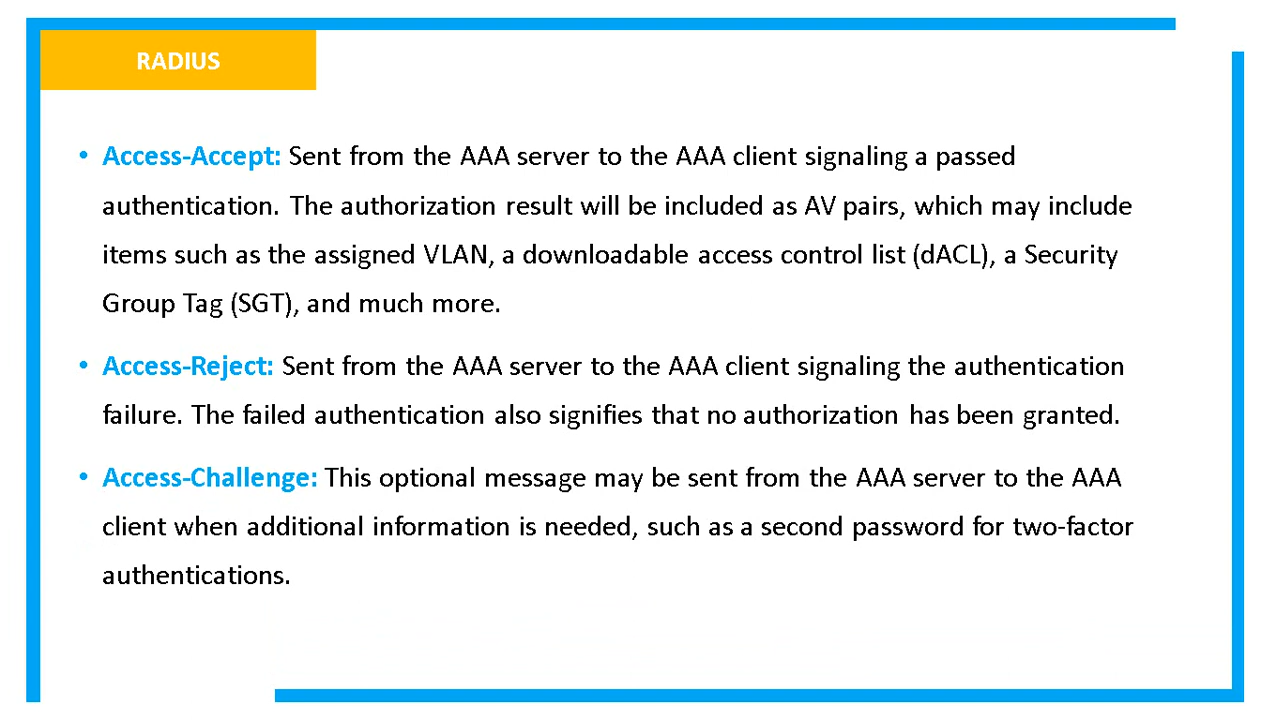 RADIUS
• Access-Accept: Sent from the AAA server to the AAA client signaling a passed
authentication. The authorization result will be included as AV pairs, which may include
items such as the assigned VLAN, a downloadable access control list (dACL), a Security
Group Tag (SGT), and much more.
• Access-Reject: Sent from the AAA server to the AAA client signaling the authentication
failure. The failed authentication also signifies that no authorization has been granted.
• Access-Challenge: This optional message may be sent from the AAA server to the AAA
client when additional information is needed, such as a second password for two-factor
authentications.